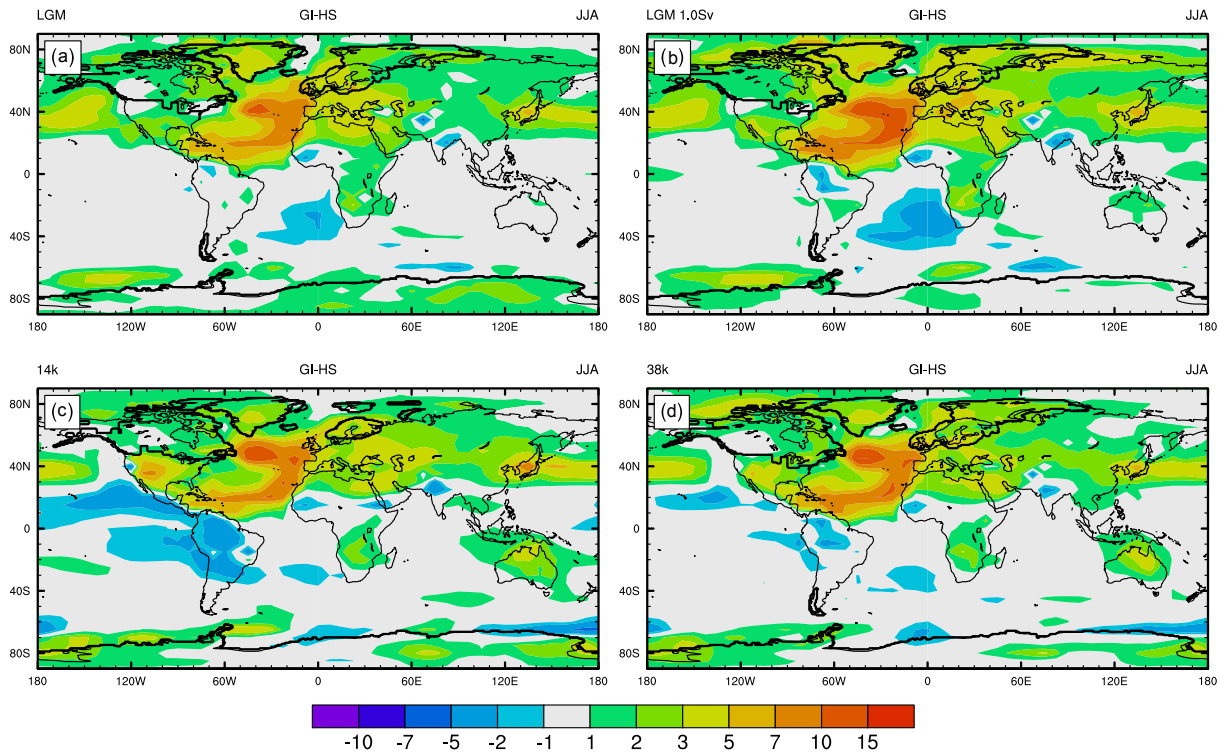 LGM GI-HS JJA LGM 1.0Sv GI-HS JJA
(a) (b)
80N 80N
40N 40N
0 0
40S 40S
80S 80S
180 120W 60W 0 60E 120E 180 180 120W 60W 0 60E 120E 180
14k GI-HS JJA 38k GI-HS JJA
(c) (d)
80N 80N
40N 40N
0 0
40S 40S
80S 80S
180 120W 60W 0 60E 120E 180 180 120W 60W 0 60E 120E 180
-10 -7 -5 -2 -1 1 2 3 5 7 10 15